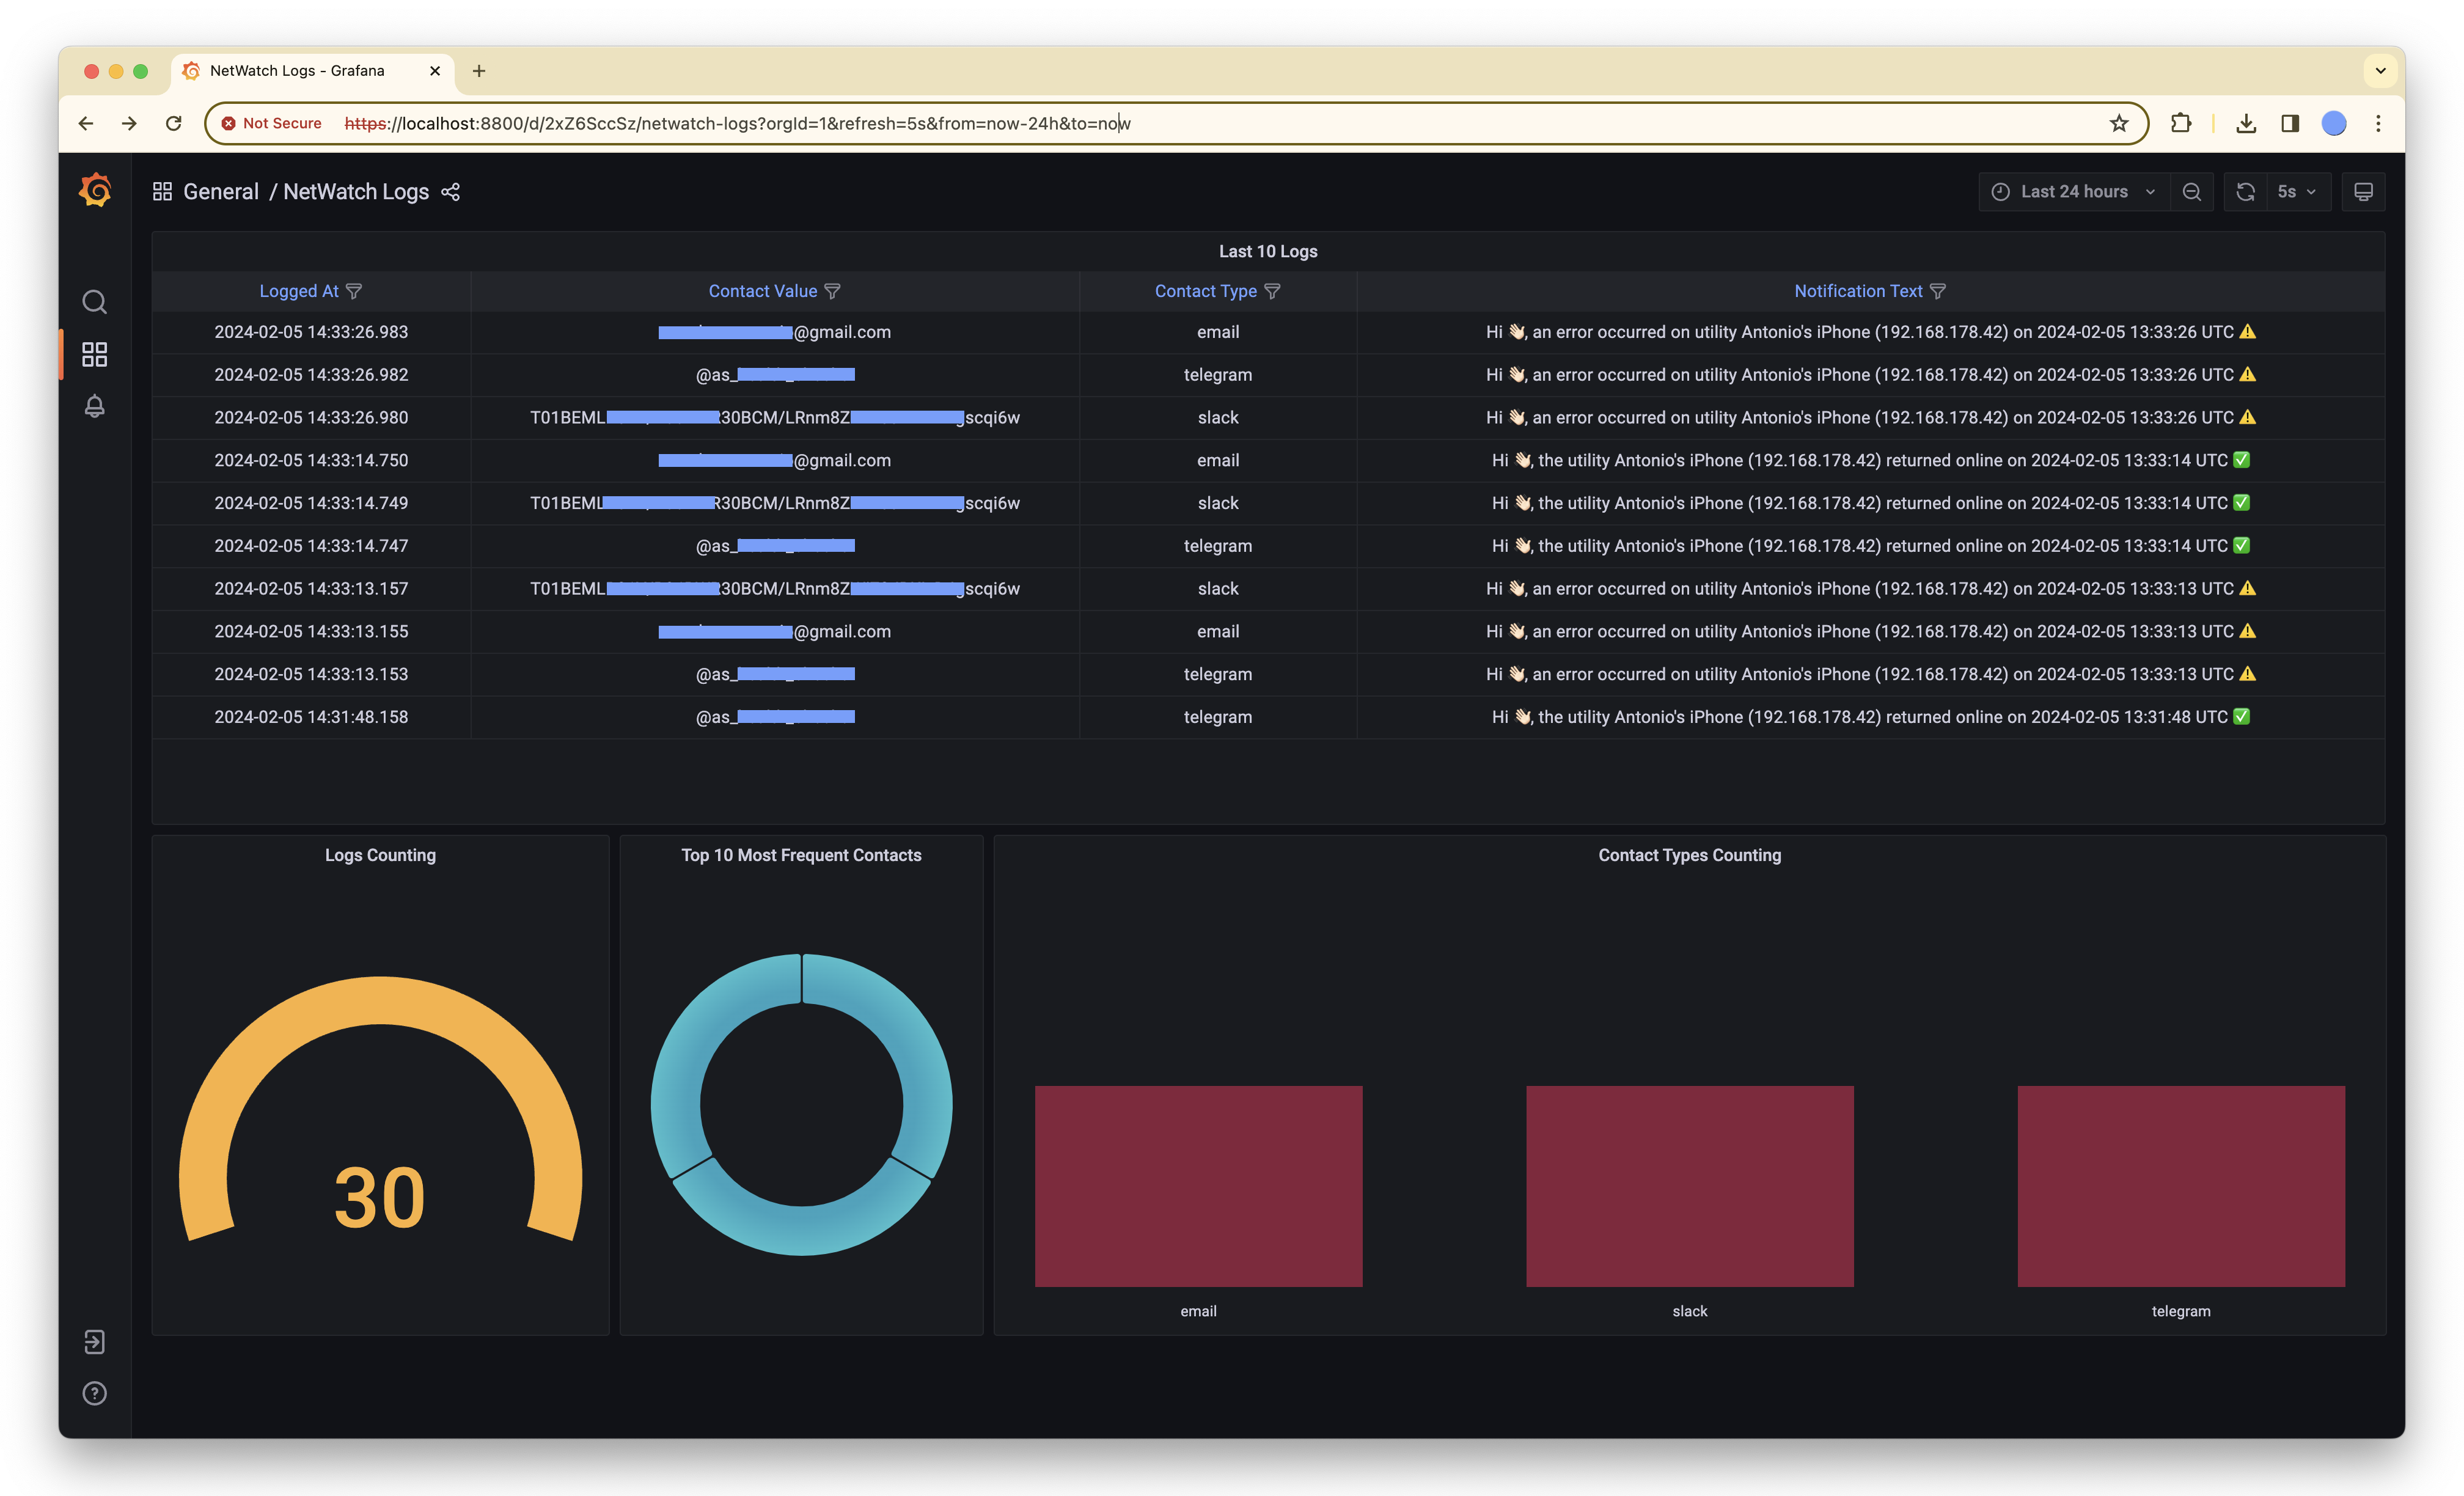 NetWatch Logs - Grafana
Not Secure https://localhost:8800/d/2xZ6SccSz/netwatch-logs?orgId=1&refresh=5s&from=now-24h&to=now
General / NetWatch Logs Last 24 hours 5s
Last 10 Logs
Logged At Contact Value Contact Type Notification Text
2024-02-05 14:33:26.983 @gmail.com email Hi 👋🏻, an error occurred on utility Antonio's iPhone (192.168.178.42) on 2024-02-05 13:33:26 UTC ⚠️
2024-02-05 14:33:26.982 @as_ telegram Hi 👋🏻, an error occurred on utility Antonio's iPhone (192.168.178.42) on 2024-02-05 13:33:26 UTC ⚠️
2024-02-05 14:33:26.980 T01BEML 30BCM/LRnm8Z scqi6w slack Hi 👋🏻, an error occurred on utility Antonio's iPhone (192.168.178.42) on 2024-02-05 13:33:26 UTC ⚠️
2024-02-05 14:33:14.750 @gmail.com email Hi 👋🏻, the utility Antonio's iPhone (192.168.178.42) returned online on 2024-02-05 13:33:14 UTC ✅
2024-02-05 14:33:14.749 T01BEML R30BCM/LRnm8Z scqi6w slack Hi 👋🏻, the utility Antonio's iPhone (192.168.178.42) returned online on 2024-02-05 13:33:14 UTC ✅
2024-02-05 14:33:14.747 @as_ telegram Hi 👋🏻, the utility Antonio's iPhone (192.168.178.42) returned online on 2024-02-05 13:33:14 UTC ✅
2024-02-05 14:33:13.157 T01BEML 30BCM/LRnm8Z scqi6w slack Hi 👋🏻, an error occurred on utility Antonio's iPhone (192.168.178.42) on 2024-02-05 13:33:13 UTC ⚠️
2024-02-05 14:33:13.155 @gmail.com email Hi 👋🏻, an error occurred on utility Antonio's iPhone (192.168.178.42) on 2024-02-05 13:33:13 UTC ⚠️
2024-02-05 14:33:13.153 @as_ telegram Hi 👋🏻, an error occurred on utility Antonio's iPhone (192.168.178.42) on 2024-02-05 13:33:13 UTC ⚠️
2024-02-05 14:31:48.158 @as_ telegram Hi 👋🏻, the utility Antonio's iPhone (192.168.178.42) returned online on 2024-02-05 13:31:48 UTC ✅
Logs Counting
30
Top 10 Most Frequent Contacts
Contact Types Counting
email slack telegram